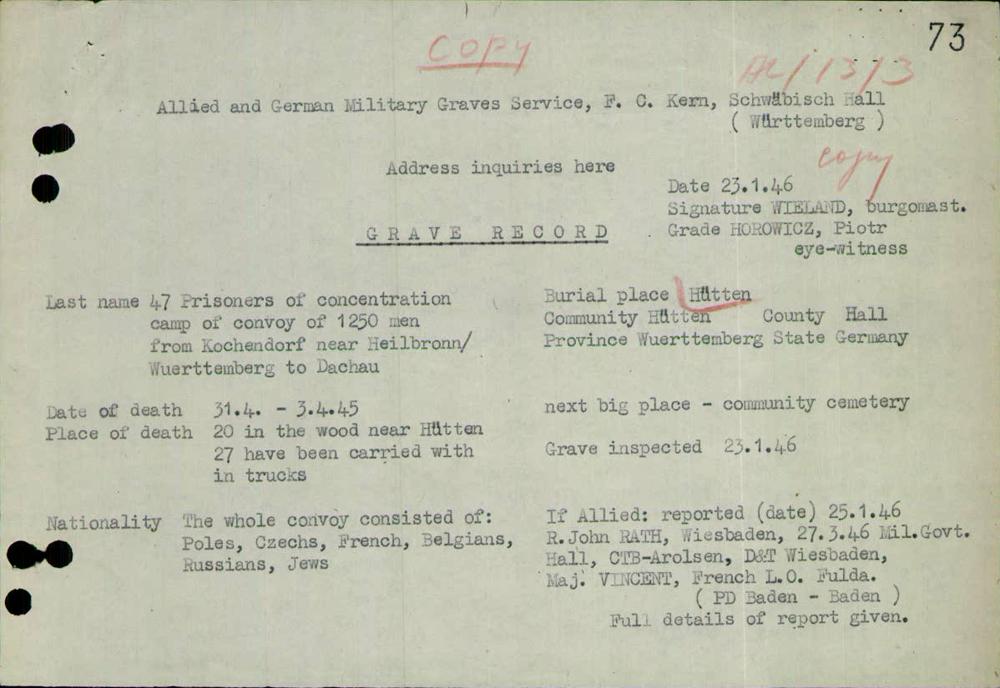 73
COPY
AL/13/3
Allied and German Military Graves Service, F. C. Kern, Schwäbisch Hall
( Württemberg )
copy
Address inquiries here
Date 23.1.46
Signature WIELAND, burgomast.
GRAVE RECORD
Grade HOROWICZ, Piotr
eye-witness
Last name 47 Prisoners of concentration
camp of convoy of 1250 men
from Kochendorf near Heilbronn/
Wuerttemberg to Dachau
Burial place Hütten
Community Hütten County Hall
Province Wuerttemberg State Germany
Date of death 31.4. - 3.4.45
Place of death 20 in the wood near Hütten
27 have been carried with
in trucks
next big place - community cemetery
Grave inspected 23.1.46
Nationality The whole convoy consisted of:
Poles, Czechs, French, Belgians,
Russians, Jews
If Allied: reported (date) 25.1.46
R.John RATH, Wiesbaden, 27.3.46 Mil.Govt.
Hall, CTB-Arolsen, D&T Wiesbaden,
Maj. VINCENT, French L.O. Fulda.
( PD Baden - Baden )
Full details of report given.